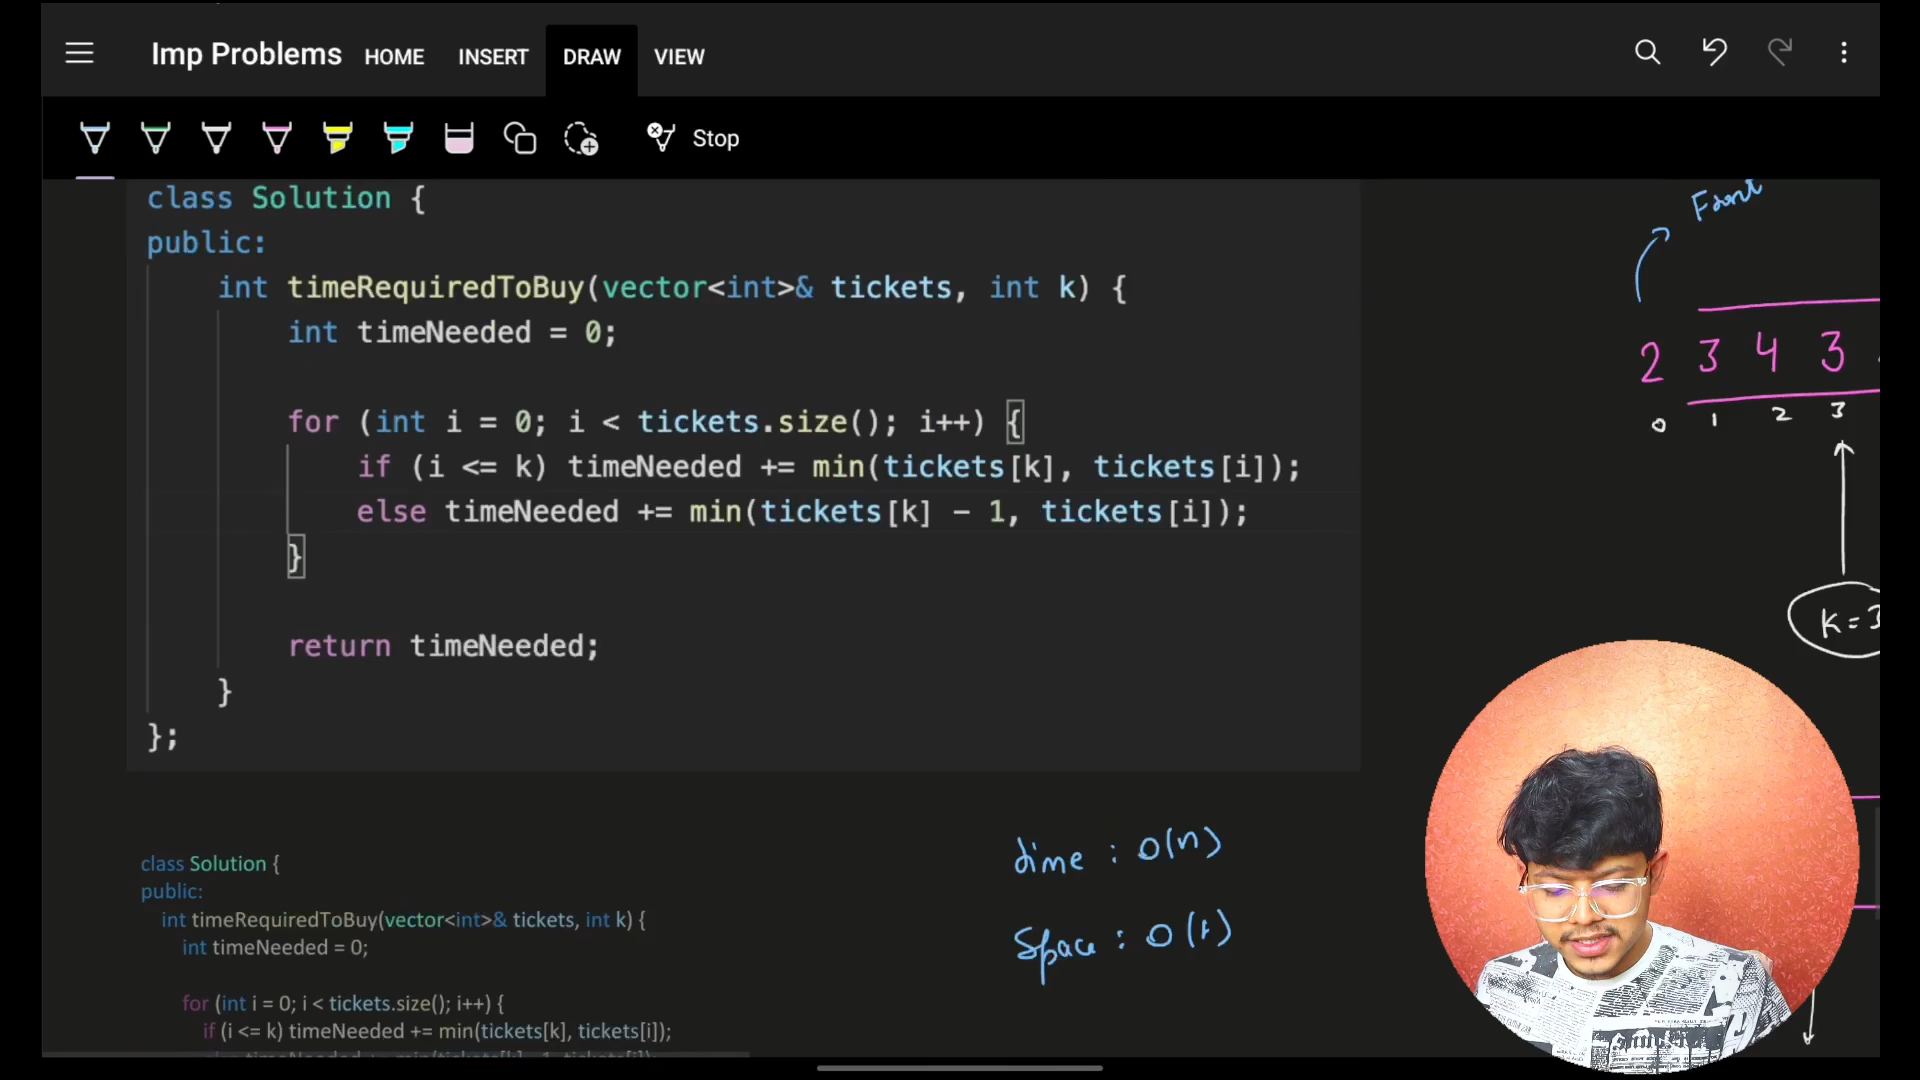 Imp Problems HOME INSERT DRAW VIEW
Stop
class Solution {
public:
int timeRequiredToBuy(vector<int>& tickets, int k) {
int timeNeeded = 0;
for (int i = 0; i < tickets.size(); i++) {
if (i <= k) timeNeeded += min(tickets[k], tickets[i]);
else timeNeeded += min(tickets[k] - 1, tickets[i]);
}
return timeNeeded;
}
};
Front
2 3 4 3
0 1 2 3
k = 3
time : O(n)
Space : O(1)
class Solution {
public:
int timeRequiredToBuy(vector<int>& tickets, int k) {
int timeNeeded = 0;
for (int i = 0; i < tickets.size(); i++) {
if (i <= k) timeNeeded += min(tickets[k], tickets[i]);